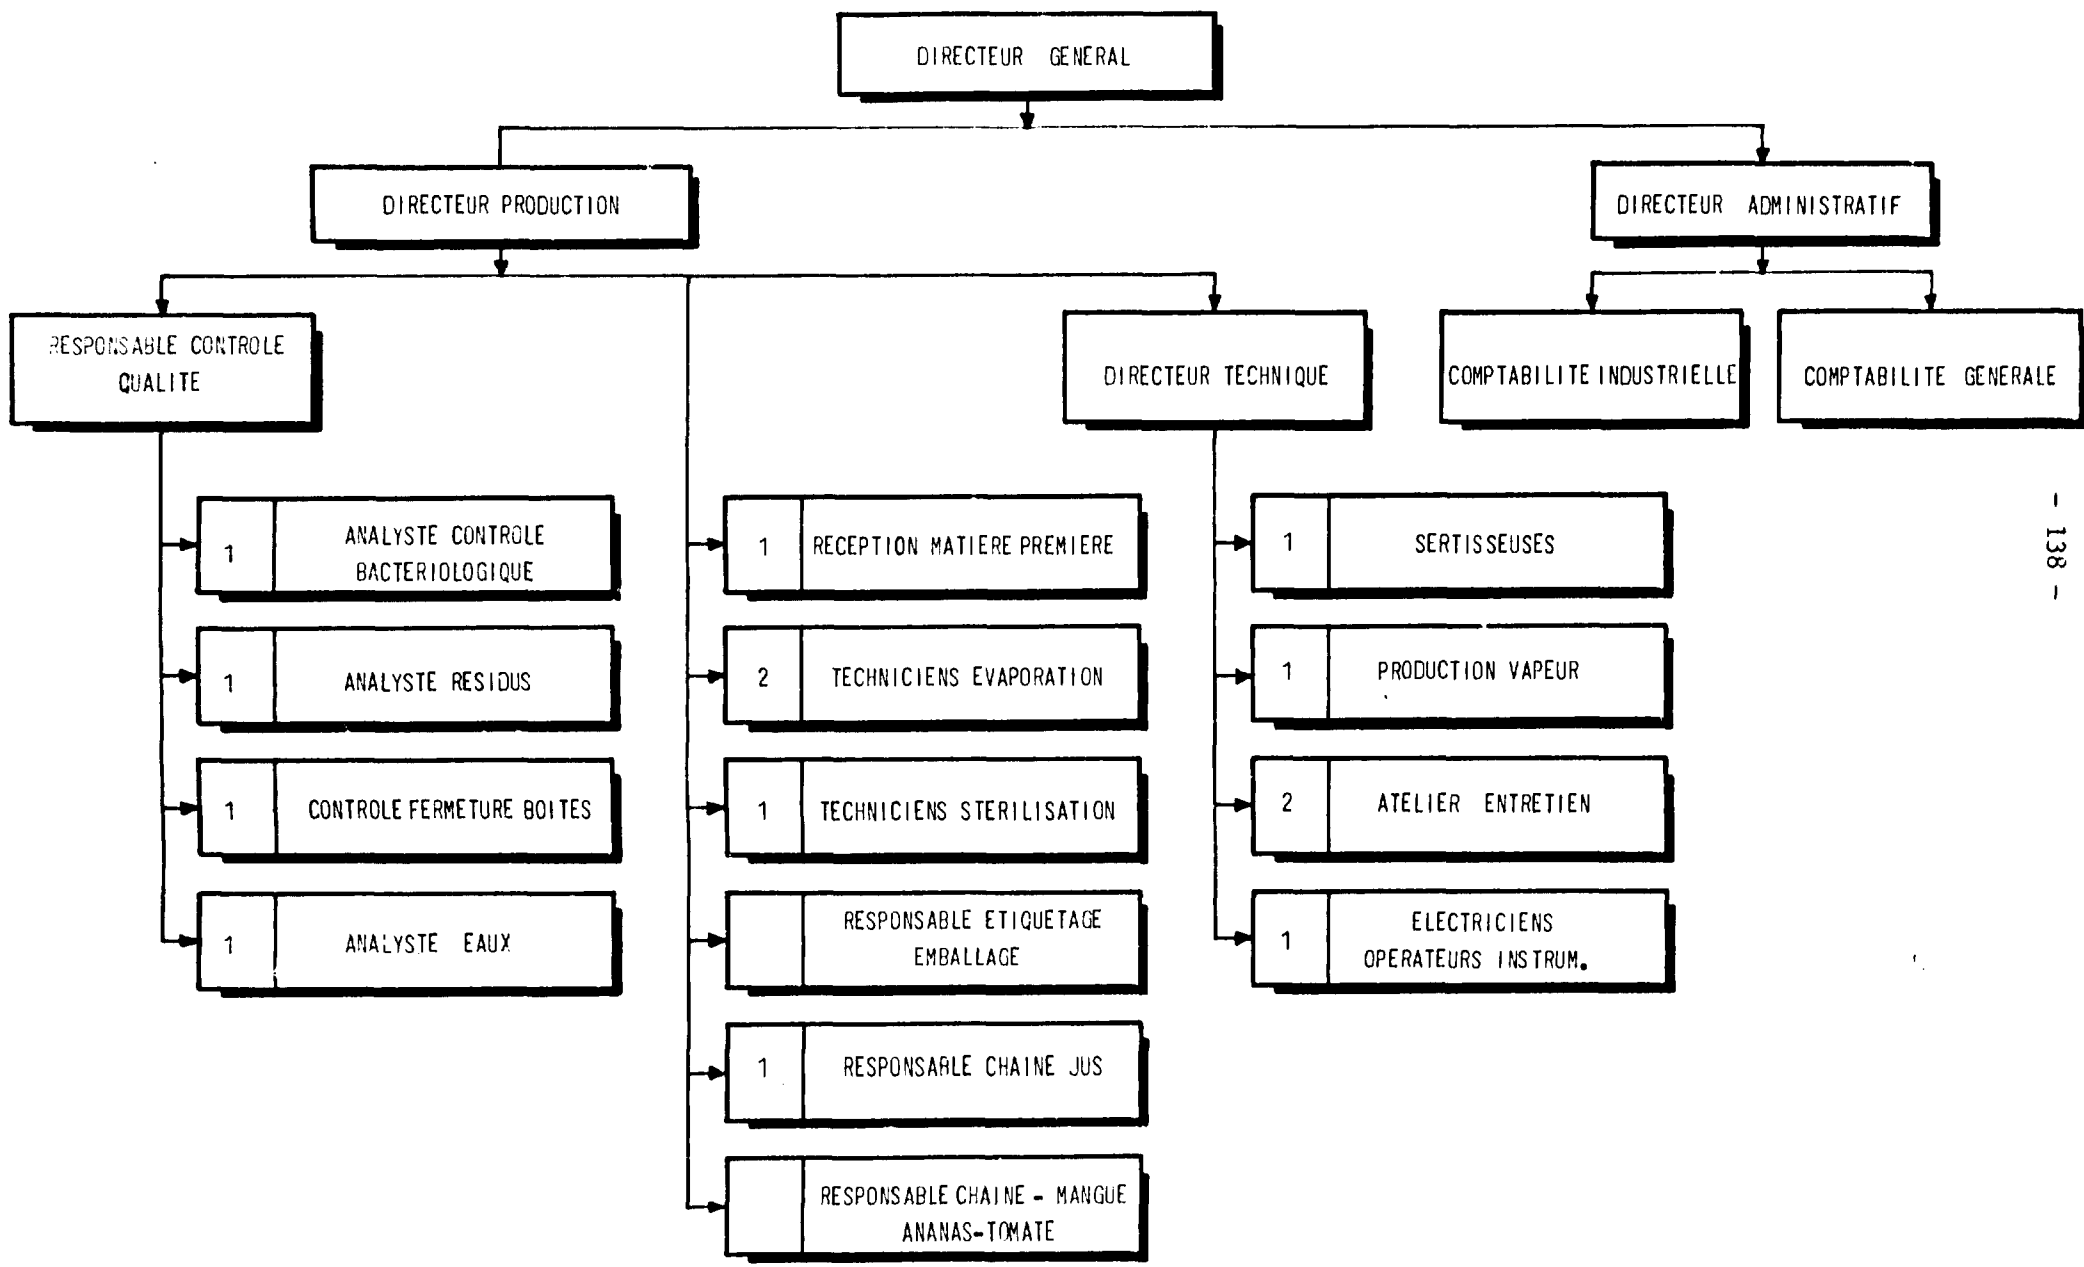 DIRECTEUR GENERAL
DIRECTEUR PRODUCTION
DIRECTEUR ADMINISTRATIF
RESPONSABLE CONTROLE
QUALITE
DIRECTEUR TECHNIQUE
COMPTABILITE INDUSTRIELLE
COMPTABILITE GENERALE
1 ANALYSTE CONTROLE
BACTERIOLOGIQUE
1 ANALYSTE RESIDUS
1 CONTROLE FERMETURE BOITES
1 ANALYSTE EAUX
1 RECEPTION MATIERE PREMIERE
2 TECHNICIENS EVAPORATION
1 TECHNICIENS STERILISATION
RESPONSABLE ETIQUETAGE
EMBALLAGE
1 RESPONSABLE CHAINE JUS
RESPONSABLE CHAINE - MANGUE
ANANAS-TOMATE
1 SERTISSEUSES
1 PRODUCTION VAPEUR
2 ATELIER ENTRETIEN
1 ELECTRICIENS
OPERATEURS INSTRUM.
- 138 -